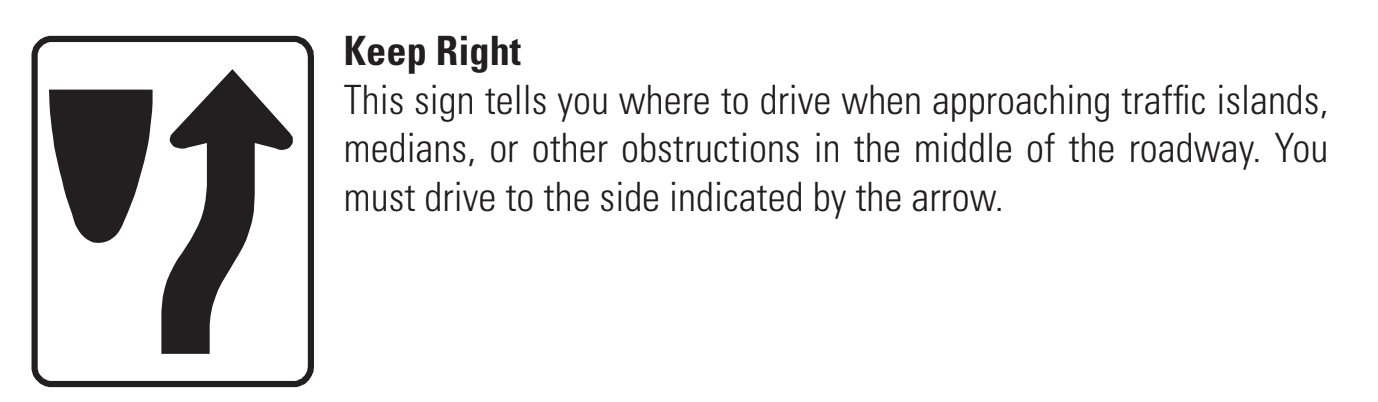 Keep Right
This sign tells you where to drive when approaching traffic islands,
medians, or other obstructions in the middle of the roadway. You
must drive to the side indicated by the arrow.